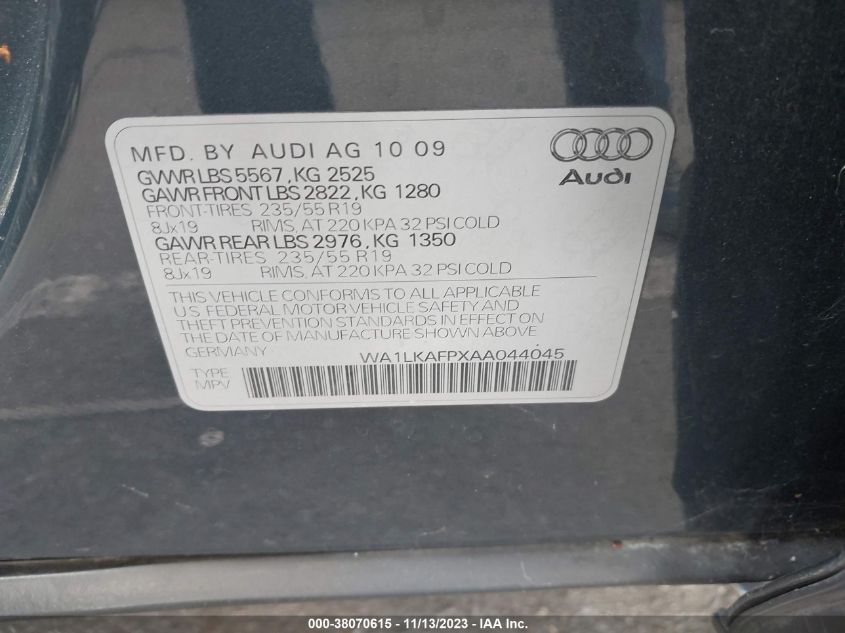 MFD. BY AUDI AG 10 09
GVWR LBS 5567, KG 2525
GAWR FRONT LBS 2822, KG 1280
FRONT-TIRES 235/55 R19
8Jx19 RIMS, AT 220 KPA 32 PSI COLD
GAWR REAR LBS 2976, KG 1350
REAR-TIRES 235/55 R19
8Jx19 RIMS, AT 220 KPA 32 PSI COLD
Audi
THIS VEHICLE CONFORMS TO ALL APPLICABLE
U.S. FEDERAL MOTOR VEHICLE SAFETY AND
THEFT PREVENTION STANDARDS IN EFFECT ON
THE DATE OF MANUFACTURE SHOWN ABOVE
GERMANY WA1LKAFPXAA044045
TYPE
MPV
000-38070615 - 11/13/2023 - Copart, IAA, Inc.